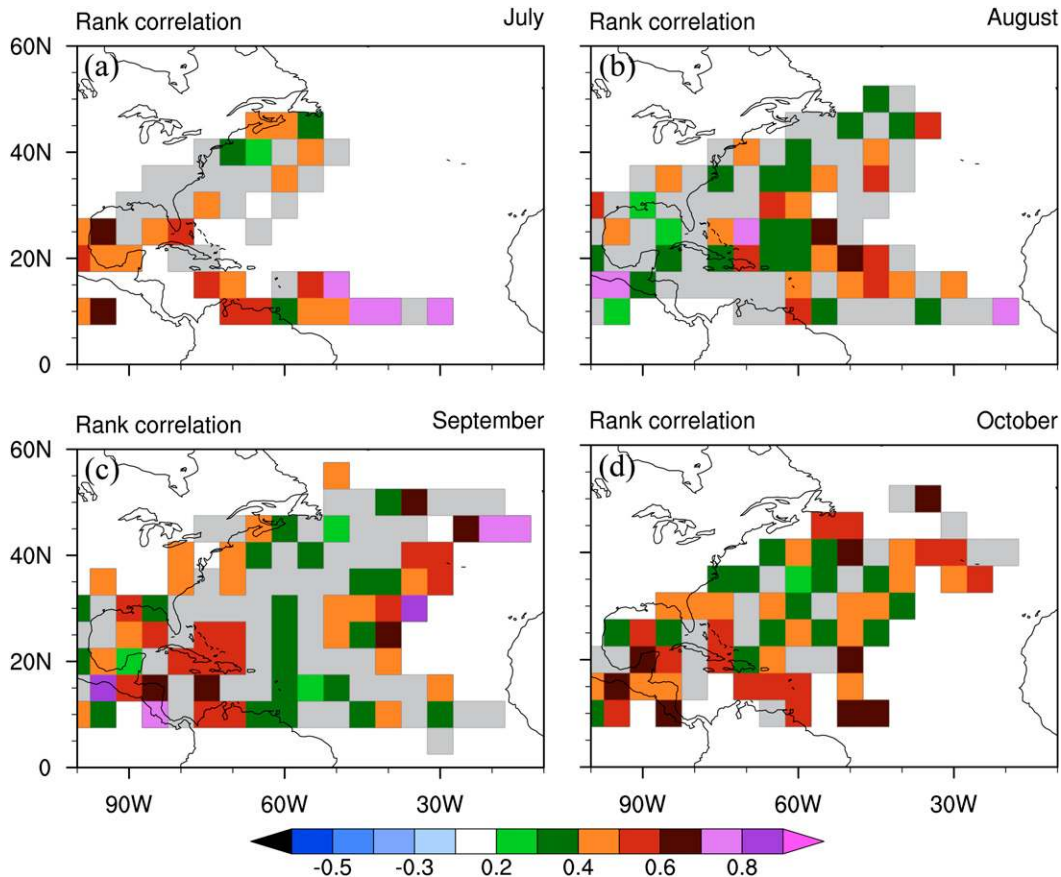 Rank correlation July
Rank correlation August
60N
(a)
(b)
40N
20N
0
Rank correlation September
Rank correlation October
60N
(c)
(d)
40N
20N
0
90W 60W 30W
90W 60W 30W
-0.5 -0.3 0.2 0.4 0.6 0.8